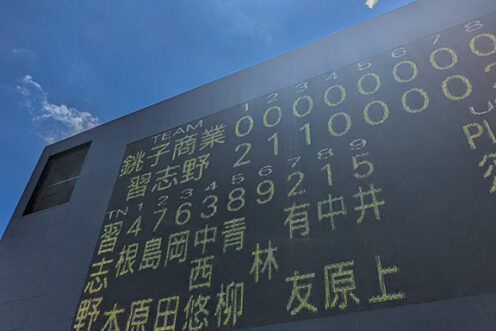 TEAM 1 2 3 4 5 6 7 8
銚子商業 0 0 0 0 0 0 0 0
習志野 2 1 1 0 0 0
TN 1 2 3 4 5 6 7 8 9
習 4 7 6 3 8 9 2 1 5
根 島 岡 中 青 有 中 井
志 西 林
野 木 原 田 悠 柳 友 原 上